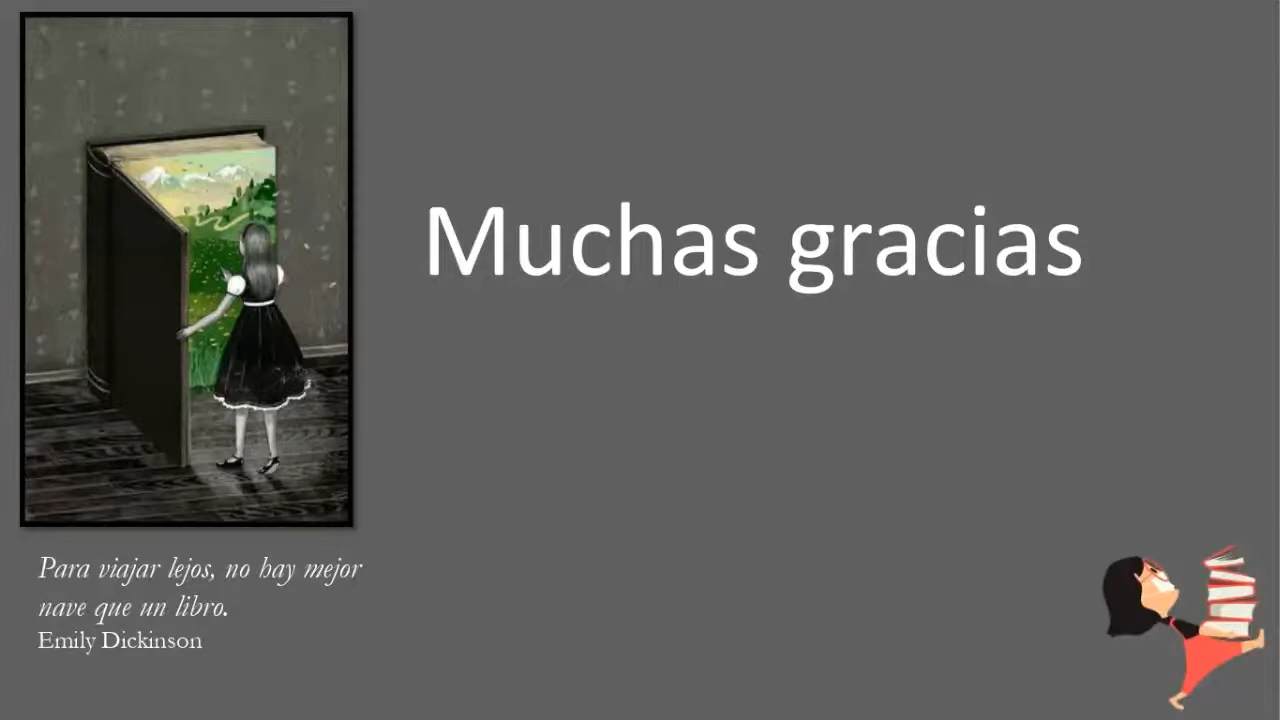 Muchas gracias
Para viajar lejos, no hay mejor
nave que un libro.
Emily Dickinson